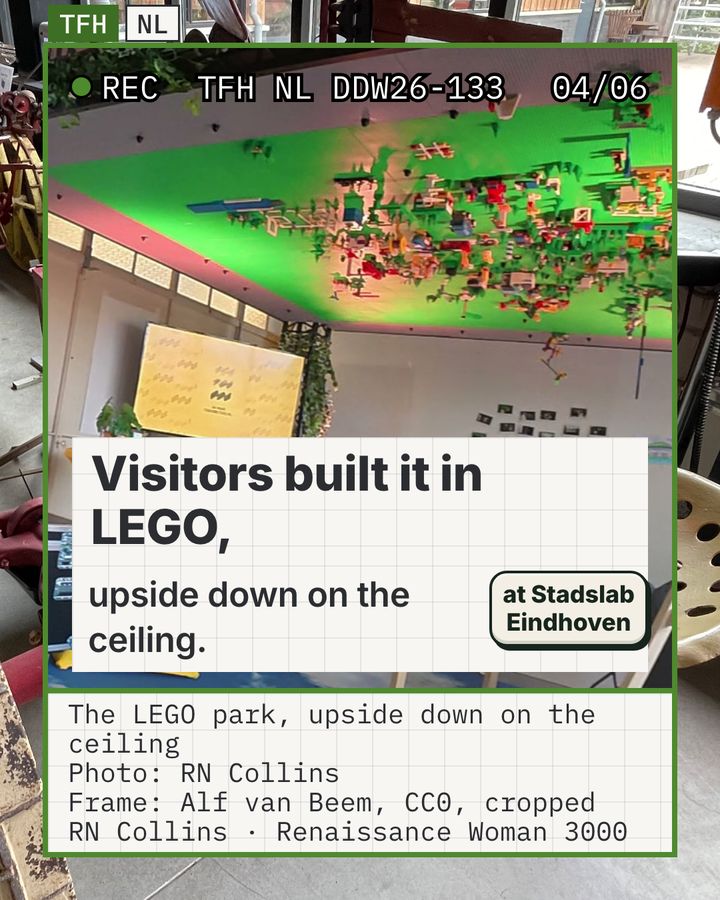 TFH NL
REC TFH NL DDW26-133 04/06
Visitors built it in
LEGO,
upside down on the
ceiling.
at Stadslab
Eindhoven
The LEGO park, upside down on the
ceiling
Photo: RN Collins
Frame: Alf van Beem, CC0, cropped
RN Collins · Renaissance Woman 3000